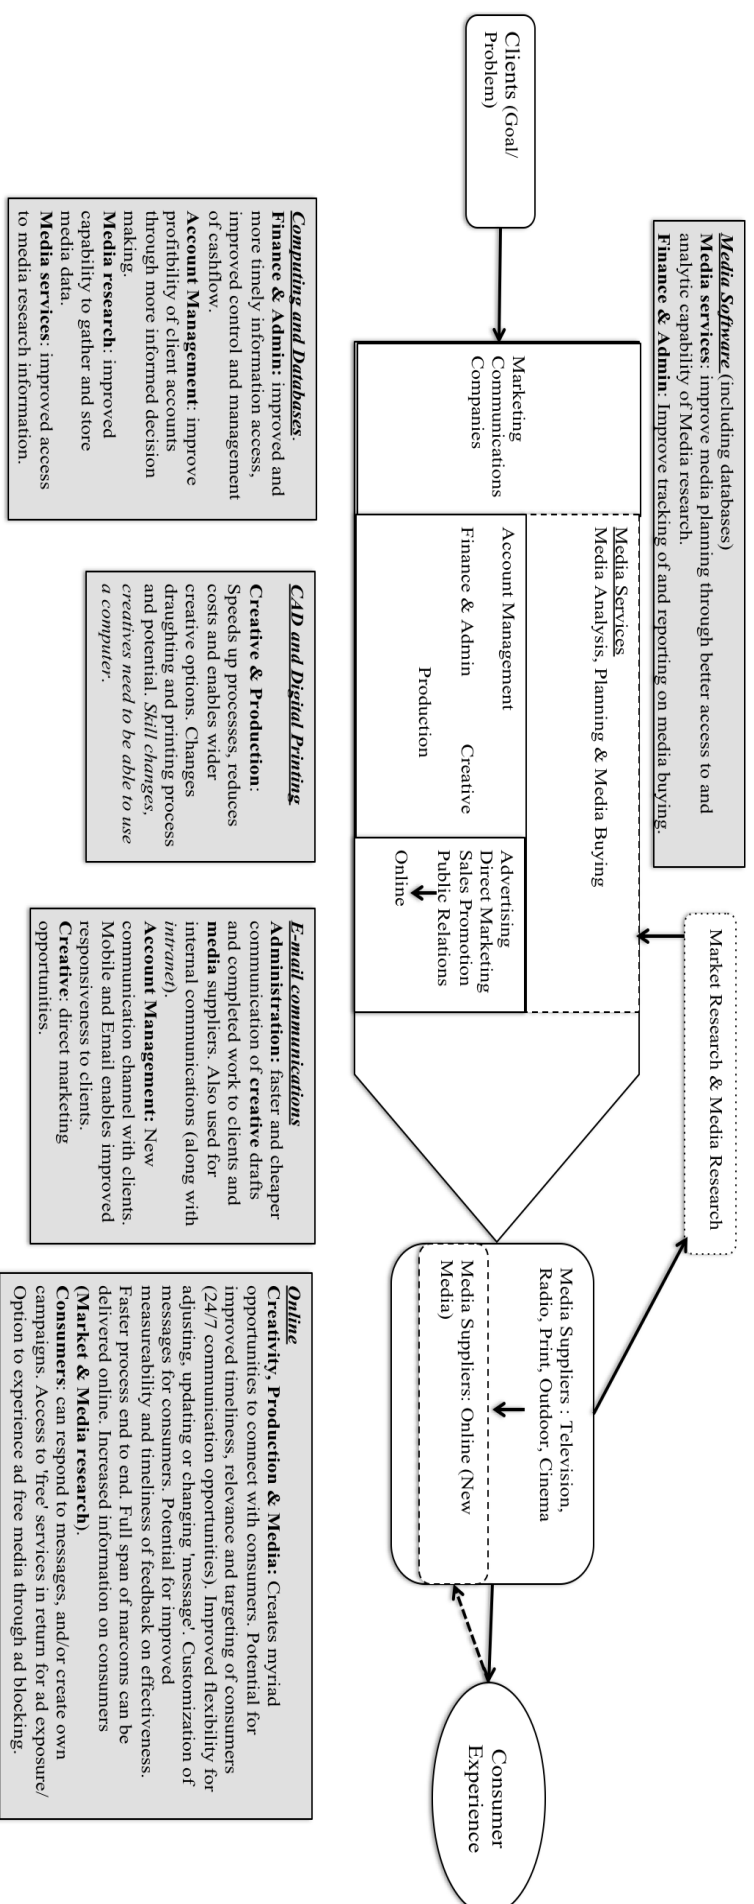 Media Software (including databases)
Media services: improve media planning through better access to and
analytic capability of Media research.
Finance & Admin: Improve tracking of and reporting on media buying.
Market Research & Media Research
Clients (Goal/
Problem)
Marketing
Communications
Companies
Media Services
Media Analysis, Planning & Media Buying
Account Management
Finance & Admin
Creative
Production
Advertising
Direct Marketing
Sales Promotion
Public Relations
Online
Media Suppliers : Television,
Radio, Print, Outdoor, Cinema
Media Suppliers: Online (New
Media)
Consumer
Experience
Computing and Databases.
Finance & Admin: improved and
more timely information access,
improved control and management
of cashflow.
Account Management: improve
profitbility of client accounts
through more informed decision
making.
Media research: improved
capability to gather and store
media data.
Media services: improved access
to media research information.
CAD and Digital Printing
Creative & Production:
Speeds up processes, reduces
costs and enables wider
creative options. Changes
draughting and printing process
and potential. Skill changes,
creatives need to be able to use
a computer.
E-mail communications
Administration: faster and cheaper
communication of creative drafts
and completed work to clients and
media suppliers. Also used for
internal communications (along with
intranet).
Account Management: New
communication channel with clients.
Mobile and Email enables improved
responsiveness to clients.
Creative: direct marketing
opportunities.
Online
Creativity, Production & Media: Creates myriad
opportunities to connect with consumers. Potential for
improved timeliness, relevance and targeting of consumers
(24/7 communication opportunities). Improved flexibility for
adjusting, updating or changing 'message'. Customization of
messages for consumers. Potential for improved
measureability and timeliness of feedback on effectiveness.
Faster process end to end. Full span of marcoms can be
delivered online. Increased information on consumers
(Market & Media research).
Consumers: can respond to messages, and/or create own
campaigns. Access to 'free' services in return for ad exposure/
Option to experience ad free media through ad blocking.